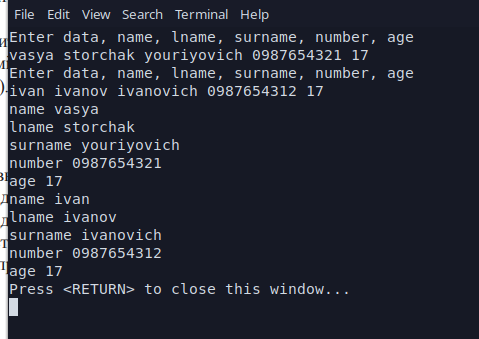 File Edit View Search Terminal Help
Enter data, name, lname, surname, number, age
vasya storchak youriyovich 0987654321 17
Enter data, name, lname, surname, number, age
ivan ivanov ivanovich 0987654312 17
name vasya
lname storchak
surname youriyovich
number 0987654321
age 17
name ivan
lname ivanov
surname ivanovich
number 0987654312
age 17
Press <RETURN> to close this window...